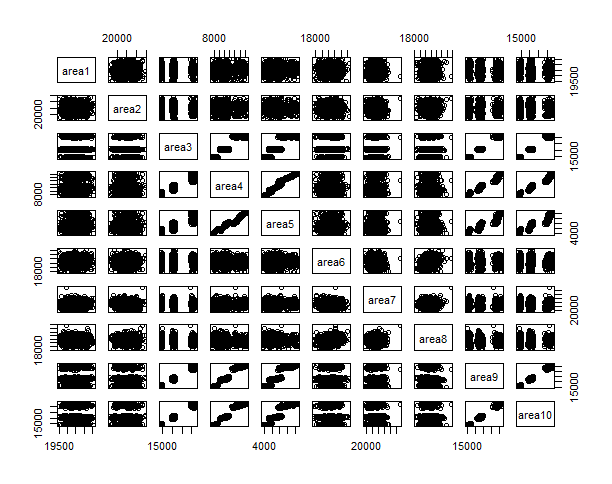 20000 8000 18000 18000 15000
area1 19500
20000 area2
area3 15000
8000 area4
area5 4000
18000 area6
area7 20000
18000 area8
area9 15000
15000 area10
19500 15000 4000 20000 15000